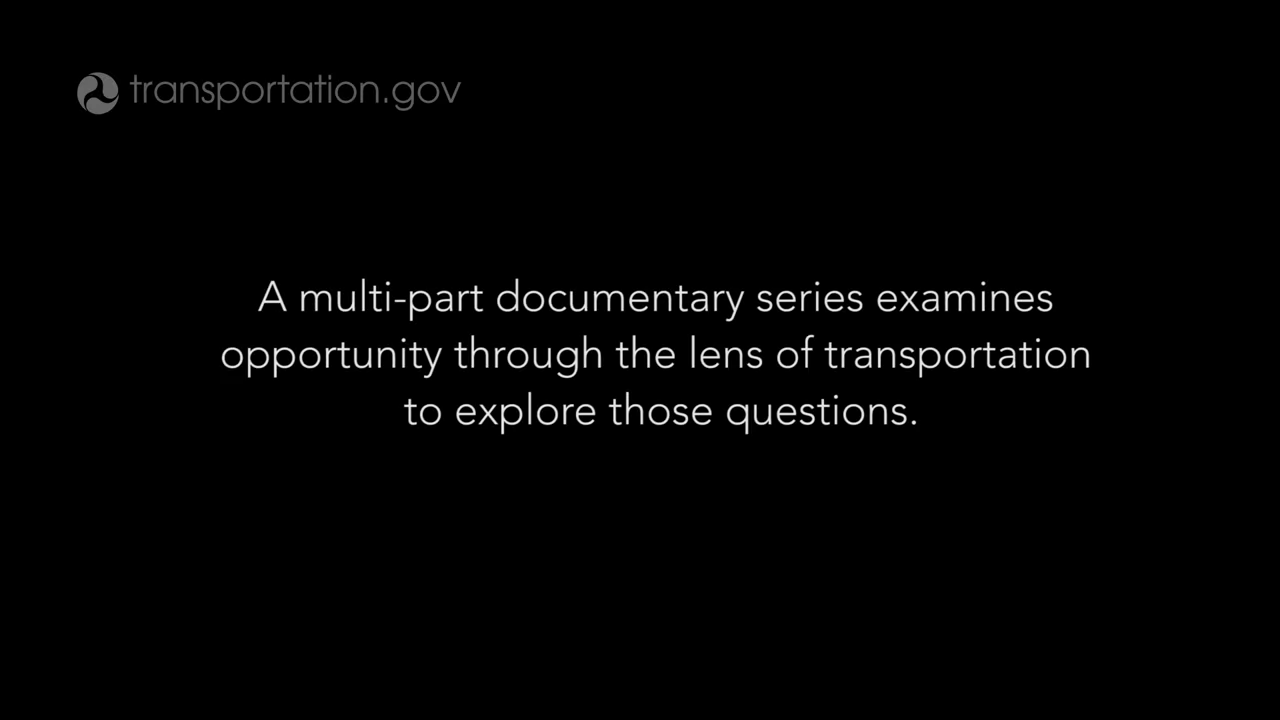 transportation.gov
A multi-part documentary series examines
opportunity through the lens of transportation
to explore those questions.